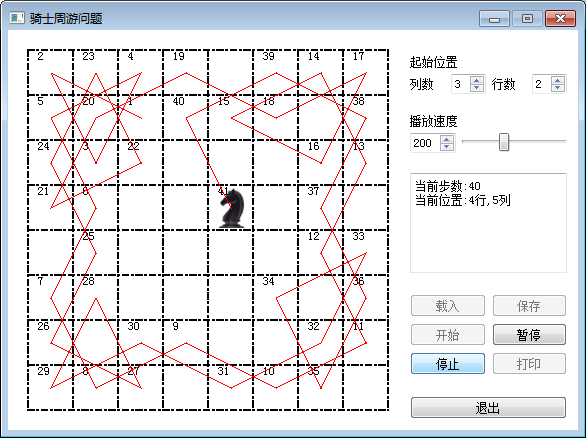 骑士周游问题
2 23 4 19 39 14 17
5 20 1 40 15 18 38
24 3 22 16 13
21 6 41 37
25 12 33
7 28 34 36
26 30 9 32 11
29 8 27 31 10 35
起始位置
列数 3 行数 2
播放速度
200
当前步数:40
当前位置:4行,5列
载入 保存
开始 暂停
停止 打印
退出